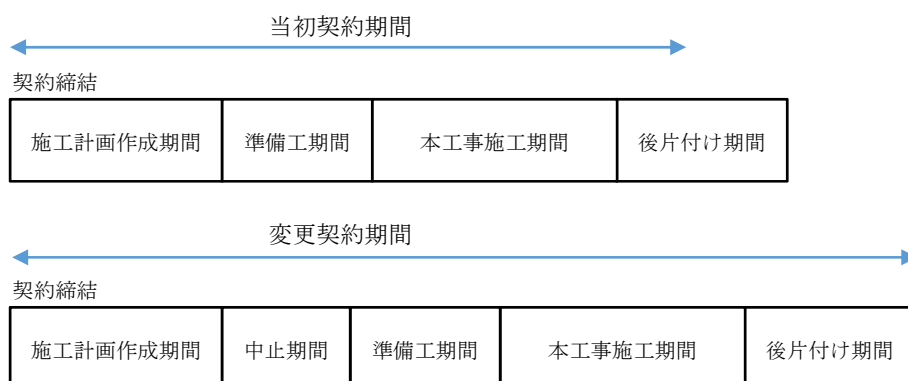 当初契約期間
契約締結
施工計画作成期間 準備工期間 本工事施工期間 後片付け期間
変更契約期間
契約締結
施工計画作成期間 中止期間 準備工期間 本工事施工期間 後片付け期間